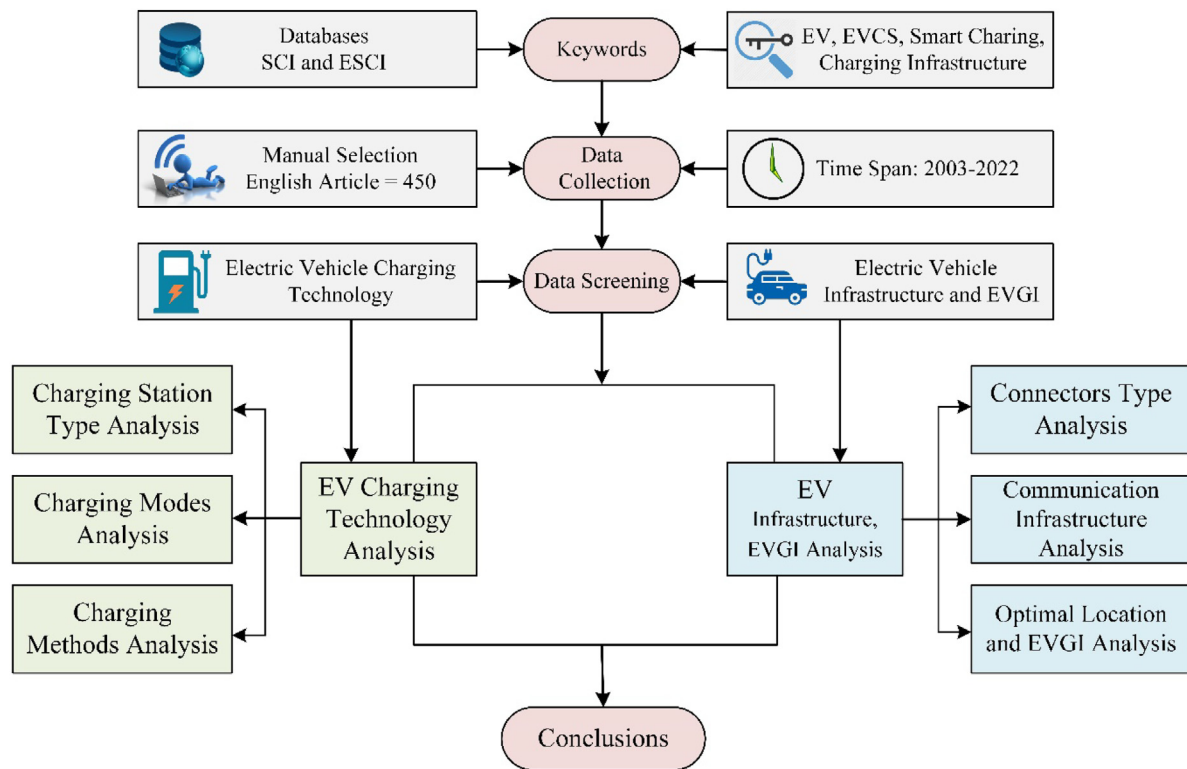 Databases
SCI and ESCI
Keywords
EV, EVCS, Smart Charing,
Charging Infrastructure
Manual Selection
English Article = 450
Data
Collection
Time Span: 2003-2022
Electric Vehicle Charging
Technology
Data Screening
Electric Vehicle
Infrastructure and EVGI
Charging Station
Type Analysis
Charging Modes
Analysis
Charging
Methods Analysis
EV Charging
Technology
Analysis
EV
Infrastructure,
EVGI Analysis
Connectors Type
Analysis
Communication
Infrastructure
Analysis
Optimal Location
and EVGI Analysis
Conclusions